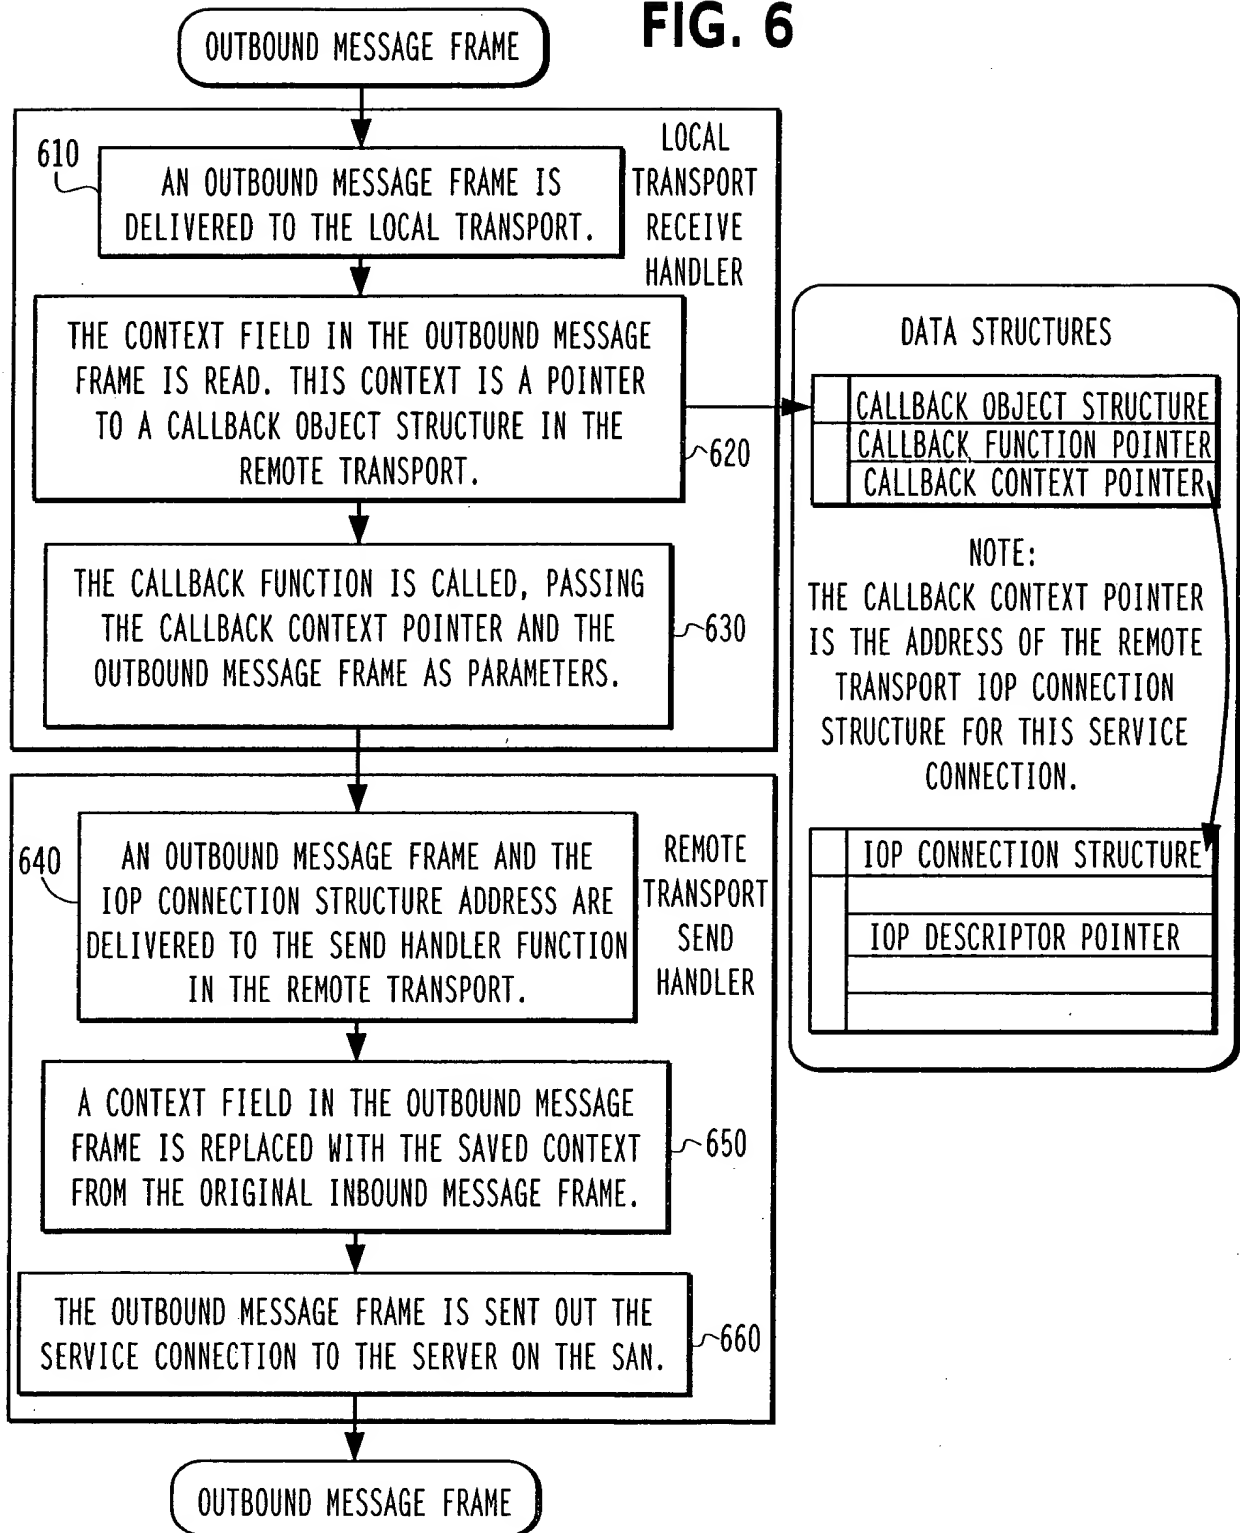 FIG. 6
OUTBOUND MESSAGE FRAME
LOCAL
TRANSPORT
RECEIVE
HANDLER
610
AN OUTBOUND MESSAGE FRAME IS
DELIVERED TO THE LOCAL TRANSPORT.
THE CONTEXT FIELD IN THE OUTBOUND MESSAGE
FRAME IS READ. THIS CONTEXT IS A POINTER
TO A CALLBACK OBJECT STRUCTURE IN THE
REMOTE TRANSPORT.
620
THE CALLBACK FUNCTION IS CALLED, PASSING
THE CALLBACK CONTEXT POINTER AND THE
OUTBOUND MESSAGE FRAME AS PARAMETERS.
630
DATA STRUCTURES
CALLBACK OBJECT STRUCTURE
CALLBACK FUNCTION POINTER
CALLBACK CONTEXT POINTER
NOTE:
THE CALLBACK CONTEXT POINTER
IS THE ADDRESS OF THE REMOTE
TRANSPORT IOP CONNECTION
STRUCTURE FOR THIS SERVICE
CONNECTION.
IOP CONNECTION STRUCTURE
IOP DESCRIPTOR POINTER
640
AN OUTBOUND MESSAGE FRAME AND THE
IOP CONNECTION STRUCTURE ADDRESS ARE
DELIVERED TO THE SEND HANDLER FUNCTION
IN THE REMOTE TRANSPORT.
REMOTE
TRANSPORT
SEND
HANDLER
A CONTEXT FIELD IN THE OUTBOUND MESSAGE
FRAME IS REPLACED WITH THE SAVED CONTEXT
FROM THE ORIGINAL INBOUND MESSAGE FRAME.
650
THE OUTBOUND MESSAGE FRAME IS SENT OUT THE
SERVICE CONNECTION TO THE SERVER ON THE SAN.
660
OUTBOUND MESSAGE FRAME